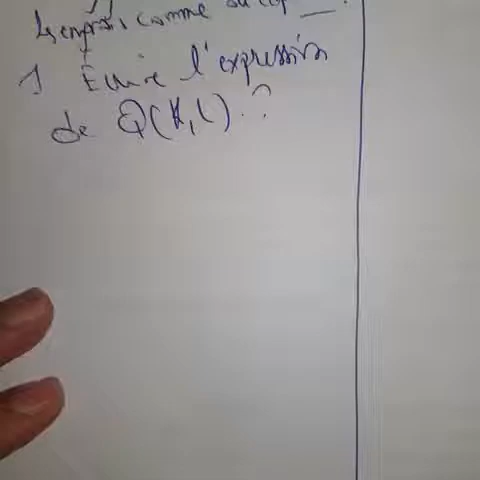 comme
1 Écrire l'expression
de Q(K,L).?